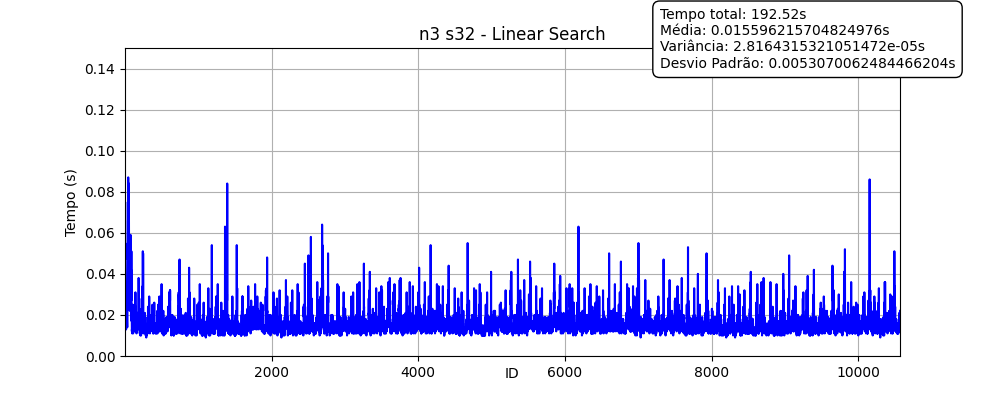 Tempo total: 192.52s
Média: 0.015596215704824976s
Variância: 2.8164315321051472e-05s
Desvio Padrão: 0.0053070062484466204s
n3 s32 - Linear Search
0.14
0.12
0.10
0.08
0.06
0.04
0.02
0.00
Tempo (s)
2000
4000
6000
8000
10000
ID